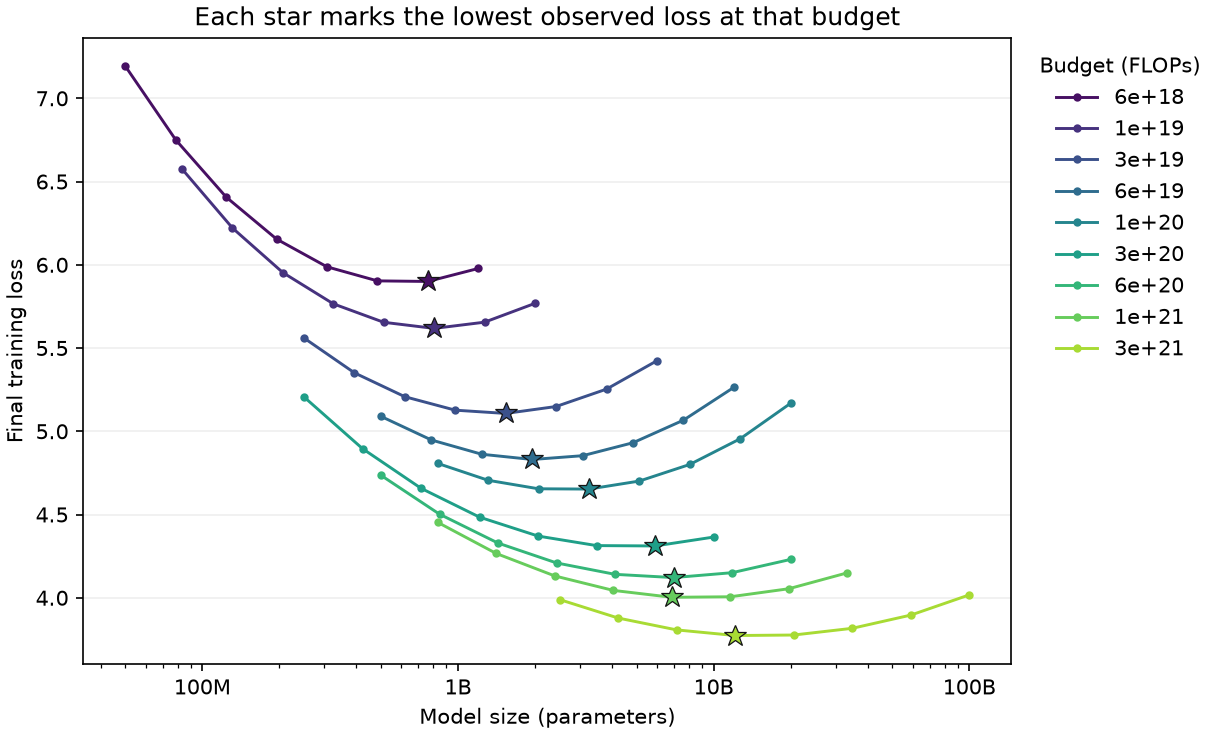 Each star marks the lowest observed loss at that budget
Final training loss
7.0
6.5
6.0
5.5
5.0
4.5
4.0
100M
1B
10B
100B
Model size (parameters)
Budget (FLOPs)
6e+18
1e+19
3e+19
6e+19
1e+20
3e+20
6e+20
1e+21
3e+21